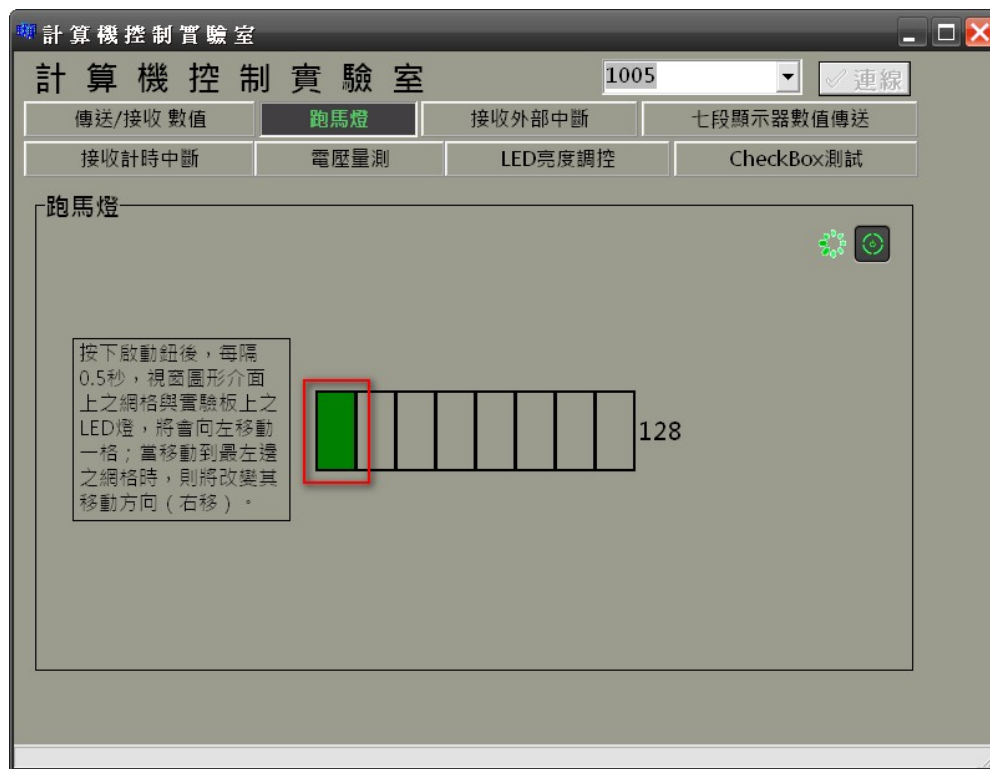 計算機控制實驗室
計算機控制實驗室
1005
連線
傳送/接收 數值
跑馬燈
接收外部中斷
七段顯示器數值傳送
接收計時中斷
電壓量測
LED亮度調控
CheckBox測試
跑馬燈
按下啟動鈕後，每隔
0.5秒，視窗圖形介面
上之網格與實驗板上之
LED燈，將會向左移動
一格；當移動到最左邊
之網格時，則將改變其
移動方向（右移）。
128